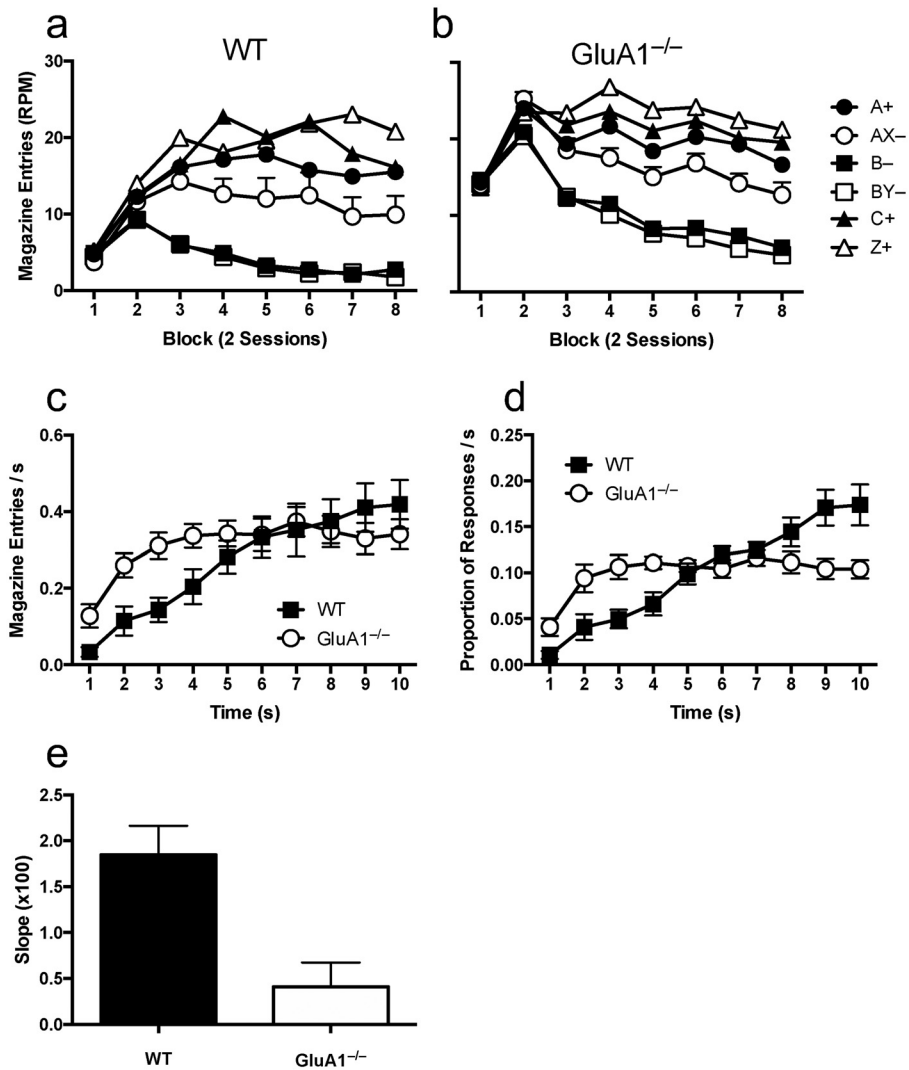 a
WT
b
GluA1–/–
Magazine Entries (RPM)
30
20
10
0
1 2 3 4 5 6 7 8
Block (2 Sessions)
1 2 3 4 5 6 7 8
Block (2 Sessions)
A+
AX–
B–
BY–
C+
Z+
c
Magazine Entries / s
0.6
0.4
0.2
0.0
WT
GluA1–/–
1 2 3 4 5 6 7 8 9 10
Time (s)
d
Proportion of Responses / s
0.25
0.20
0.15
0.10
0.05
0.00
WT
GluA1–/–
1 2 3 4 5 6 7 8 9 10
Time (s)
e
Slope (x100)
2.5
2.0
1.5
1.0
0.5
0.0
WT
GluA1–/–